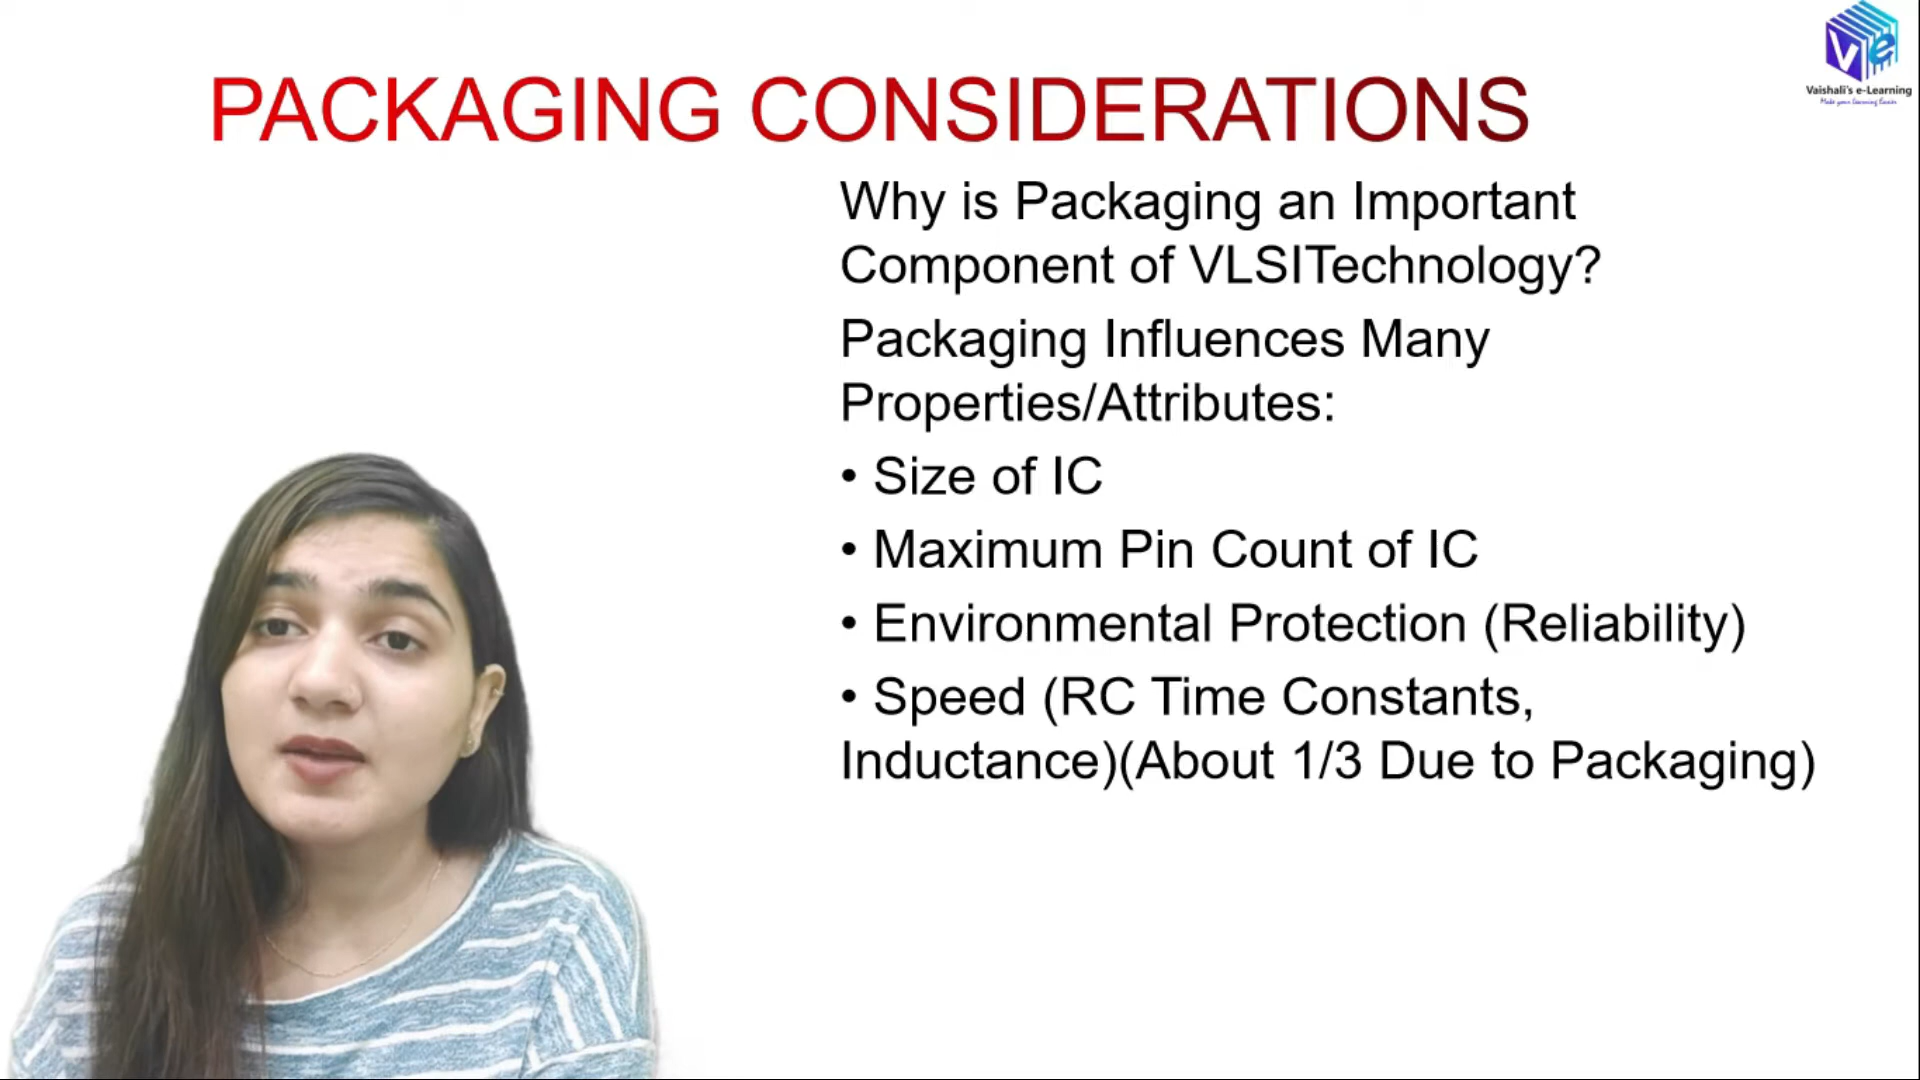 Vaishali's e-Learning
Make your Learning Easier
PACKAGING CONSIDERATIONS
Why is Packaging an Important
Component of VLSITechnology?
Packaging Influences Many
Properties/Attributes:
• Size of IC
• Maximum Pin Count of IC
• Environmental Protection (Reliability)
• Speed (RC Time Constants,
Inductance)(About 1/3 Due to Packaging)